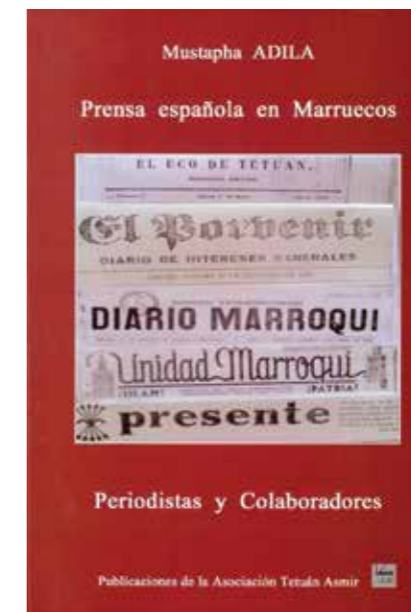 Mustapha ADILA
Prensa española en Marruecos
EL ECO DE TETUAN.
El Porvenir
DIARIO DE INTERESES GENERALES
DIARIO MARROQUI
Unidad Marroqui
¡ISLAM! ¡PATRIA!
presente
Periodistas y Colaboradores
Publicaciones de la Asociación Tetuán Asmir